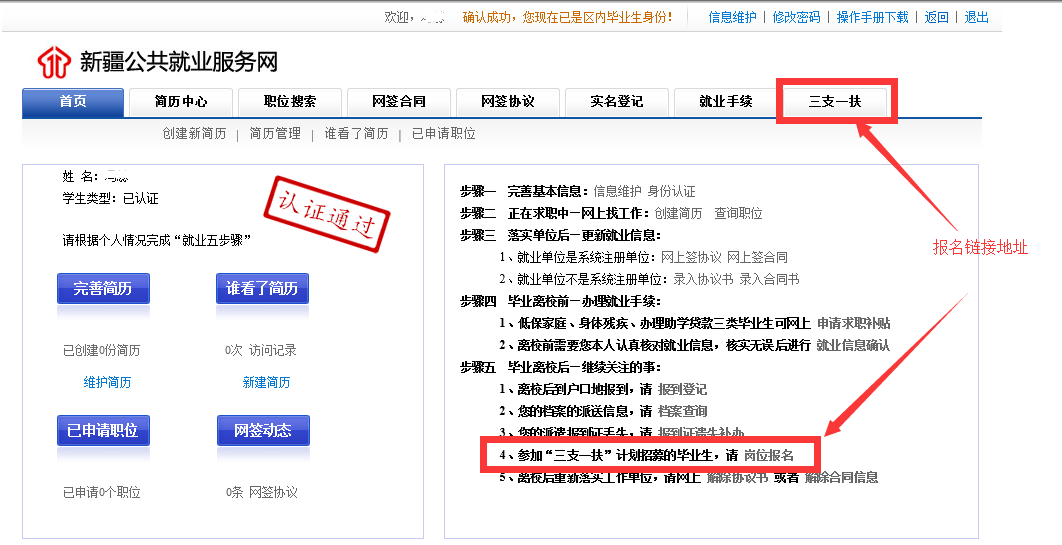 欢迎， 确认成功，您现在已是区内毕业生身份！ 信息维护 | 修改密码 | 操作手册下载 | 返回 | 退出
新疆公共就业服务网
首页 简历中心 职位搜索 网签合同 网签协议 实名登记 就业手续 三支一扶
创建新简历 | 简历管理 | 谁看了简历 | 已申请职位
姓 名：
学生类型：已认证
认证通过
请根据个人情况完成“就业五步骤”
完善简历 谁看了简历
已创建0份简历 0次 访问记录
维护简历 新建简历
已申请职位 网签动态
已申请0个职位 0条 网签协议
步骤一 完善基本信息：信息维护 身份认证
步骤二 正在求职中－网上找工作：创建简历 查询职位
步骤三 落实单位后－更新就业信息：
1、就业单位是系统注册单位：网上签协议 网上签合同
2、就业单位不是系统注册单位：录入协议书 录入合同书
步骤四 毕业离校前－办理就业手续：
1、低保家庭、身体残疾、办理助学贷款三类毕业生可网上 申请求职补贴
2、离校前需要您本人认真核对就业信息，核实无误后进行 就业信息确认
步骤五 毕业离校后－继续关注的事：
1、离校后到户口地报到，请 报到登记
2、您的档案的派送信息，请 档案查询
3、您的派遣报到证丢失，请 报到证遗失补办
4、参加“三支一扶”计划招募的毕业生，请 岗位报名
5、离校后重新落实工作单位，请网上 解除协议书 或者 解除合同信息
报名链接地址